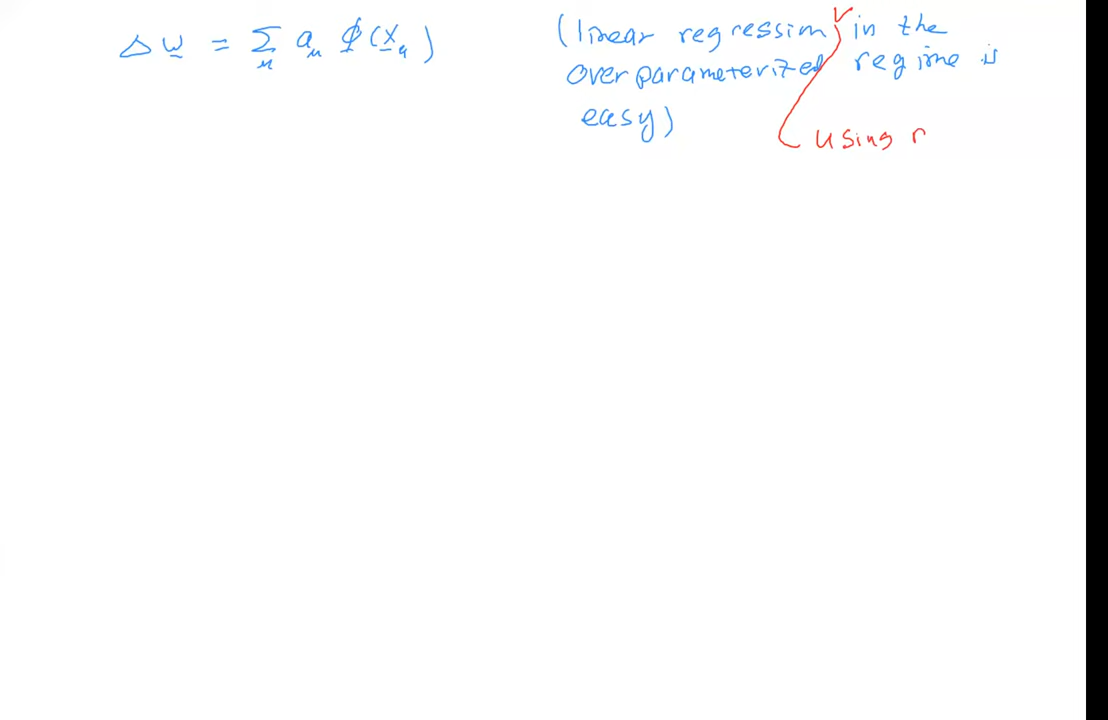 Δw = Σ_μ a_μ Φ(x_μ)
(linear regression in the
overparameterized regime is
easy)
using r